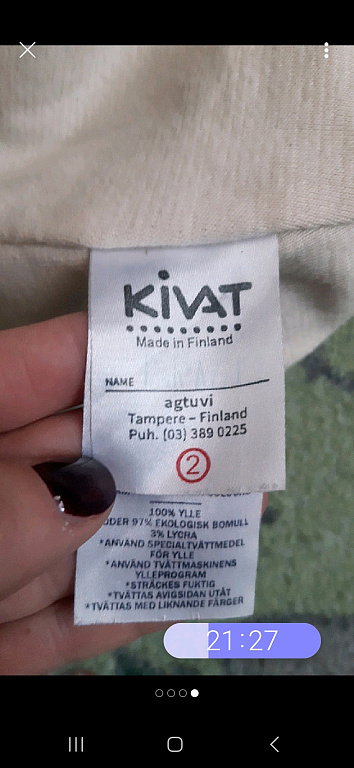 KiVAT
Made in Finland
NAME
agtuvi
Tampere – Finland
Puh. (03) 389 0225
2
100% YLLE
ODER 97% EKOLOGISK BOMULL
3% LYCRA
*ANVÄND SPECIALTVÄTTMEDEL
FÖR YLLE
*ANVÄND TVÄTTMASKINENS
YLLEPROGRAM
*STRÄCKES FUKTIG
*TVÄTTAS AVIGSIDAN UTÅT
*TVÄTTAS MED LIKNANDE FÄRGER
21:27